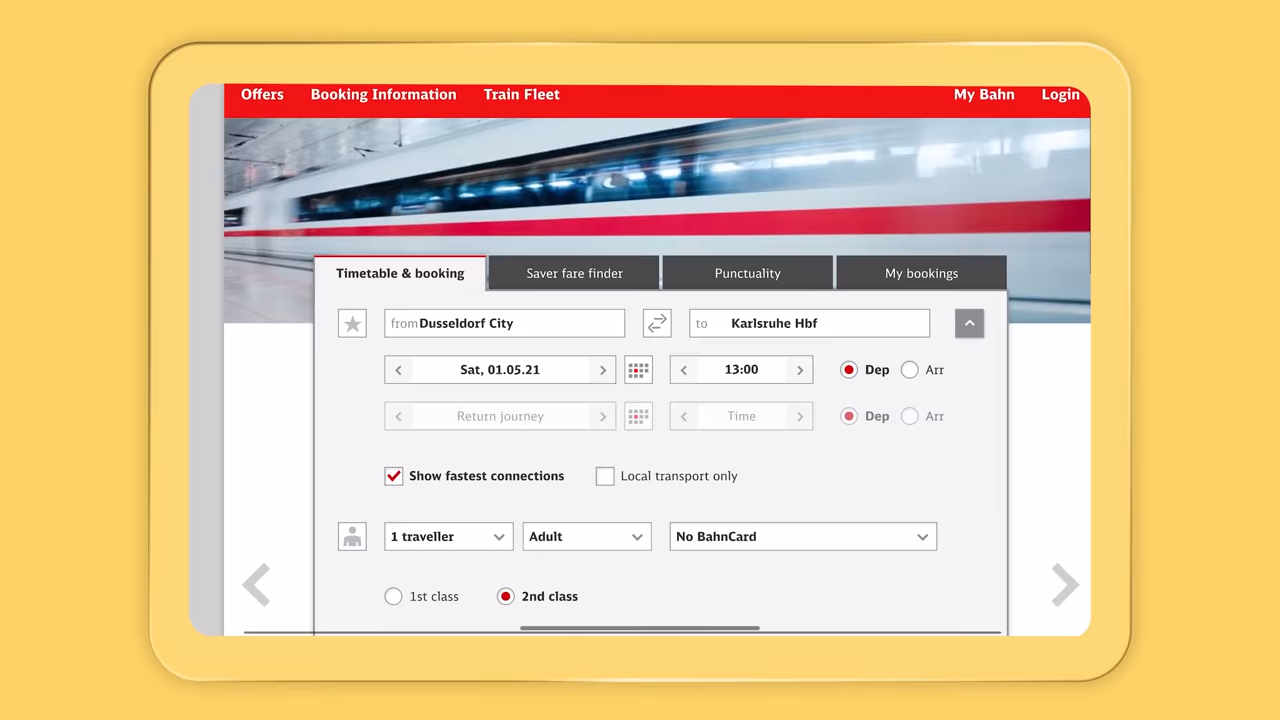 Offers Booking Information Train Fleet My Bahn Login
Timetable & booking Saver fare finder Punctuality My bookings
from Dusseldorf City to Karlsruhe Hbf
Sat, 01.05.21 13:00 Dep Arr
Return journey Time Dep Arr
Show fastest connections Local transport only
1 traveller Adult No BahnCard
1st class 2nd class